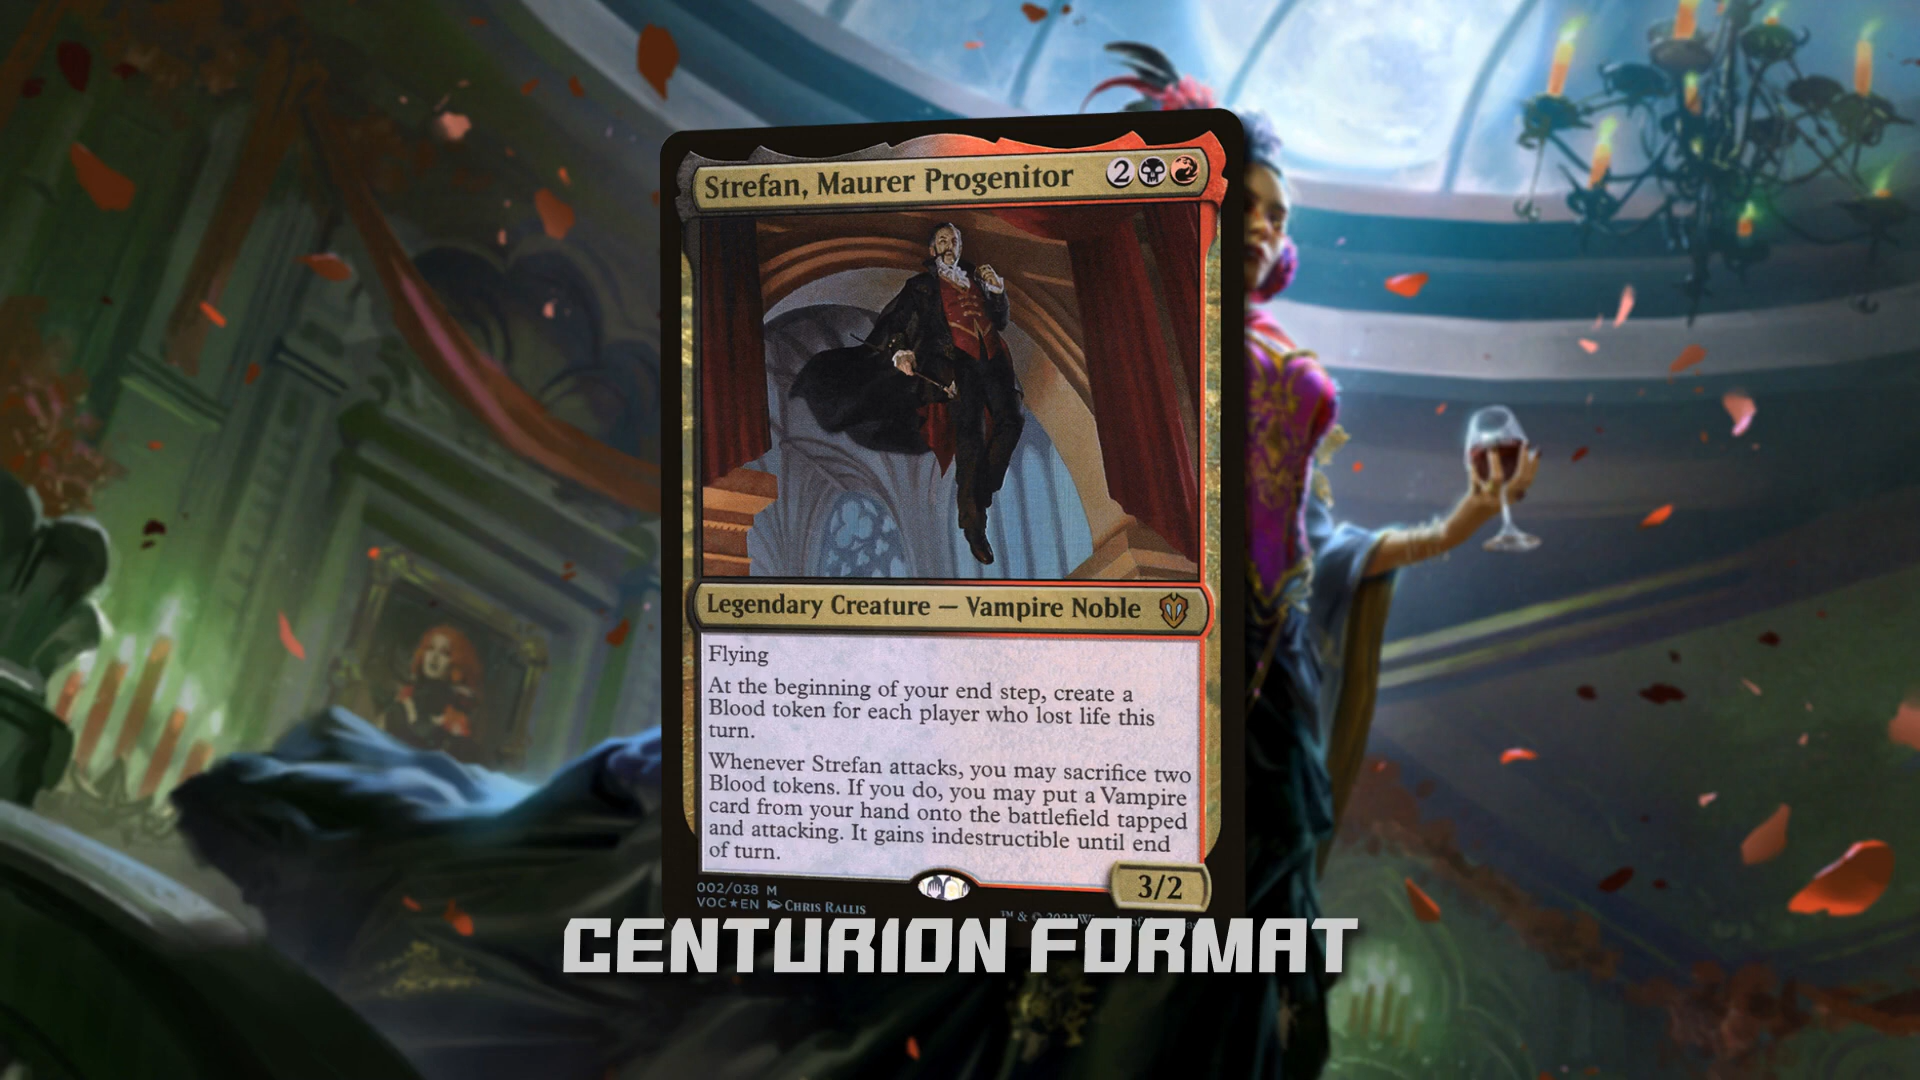 Strefan, Maurer Progenitor 2
Legendary Creature — Vampire Noble
Flying
At the beginning of your end step, create a
Blood token for each player who lost life this
turn.
Whenever Strefan attacks, you may sacrifice two
Blood tokens. If you do, you may put a Vampire
card from your hand onto the battlefield tapped
and attacking. It gains indestructible until end
of turn.
3/2
002/038 M
VOC★EN Chris Rallis
™ & © 2021
CENTURION FORMAT